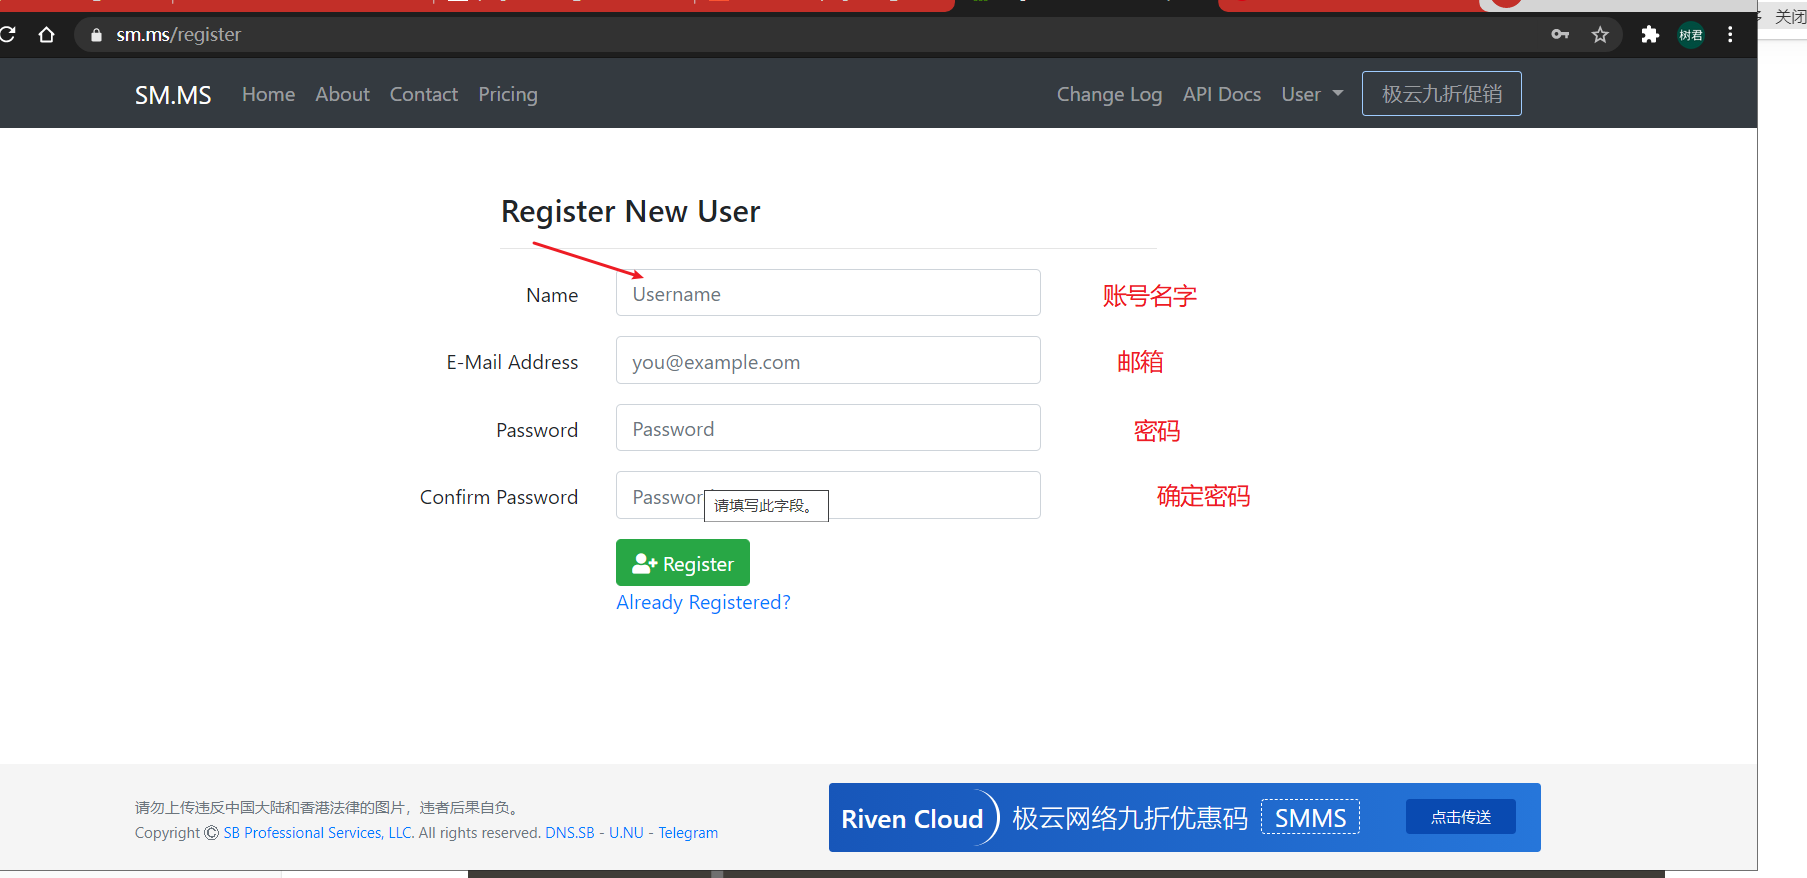 关闭
sm.ms/register
树君
SM.MS Home About Contact Pricing Change Log API Docs User 极云九折促销
Register New User
Name Username 账号名字
E-Mail Address you@example.com 邮箱
Password Password 密码
Confirm Password 确定密码
请填写此字段。
Register
Already Registered?
请勿上传违反中国大陆和香港法律的图片，违者后果自负。
Copyright © SB Professional Services, LLC. All rights reserved. DNS.SB - U.NU - Telegram
Riven Cloud 极云网络九折优惠码 SMMS 点击传送